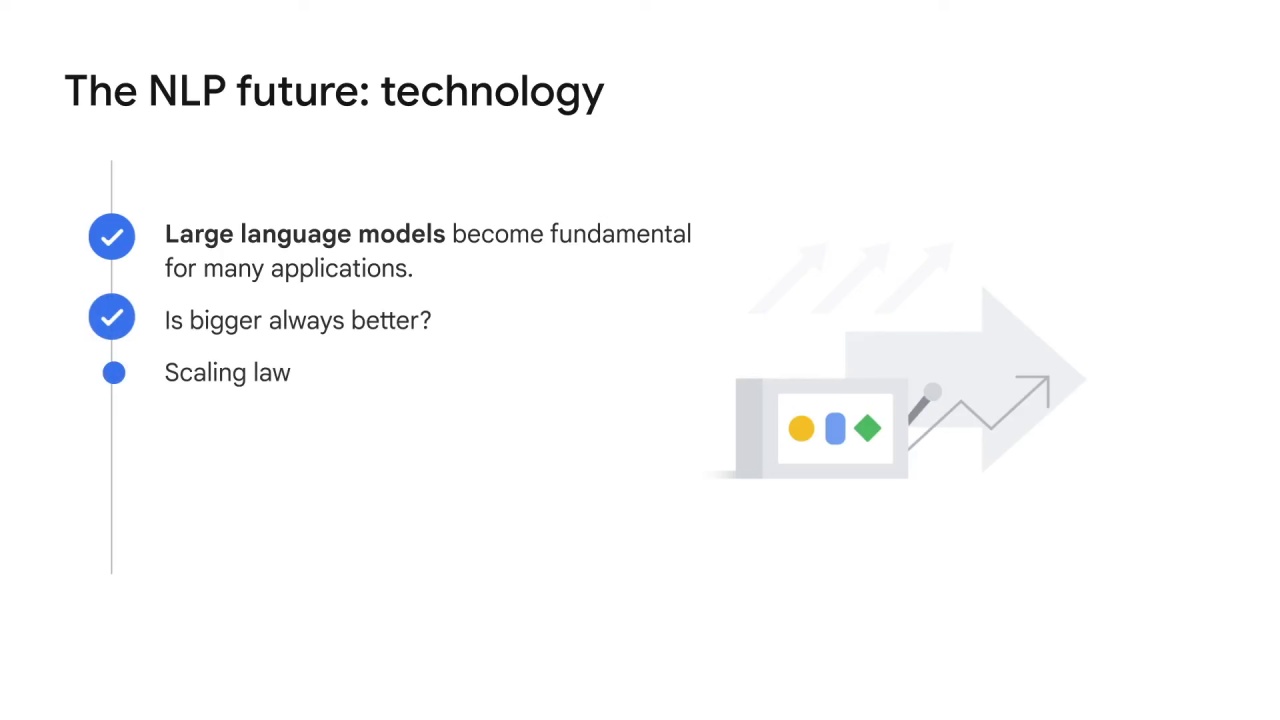 The NLP future: technology
Large language models become fundamental
for many applications.
Is bigger always better?
Scaling law